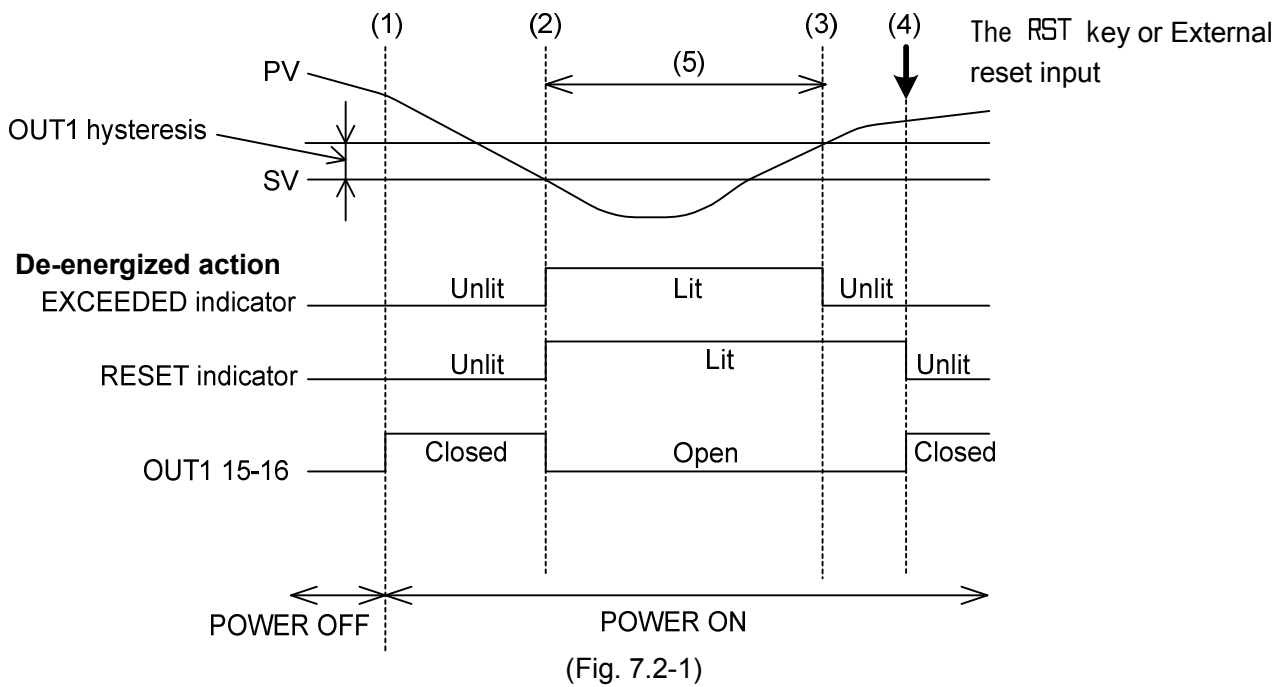 (1)
(2)
(3)
(4)
The RST key or External
reset input
PV
(5)
OUT1 hysteresis
SV
De-energized action
EXCEEDED indicator
Unlit
Lit
Unlit
RESET indicator
Unlit
Lit
Unlit
OUT1 15-16
Closed
Open
Closed
POWER OFF
POWER ON
(Fig. 7.2-1)